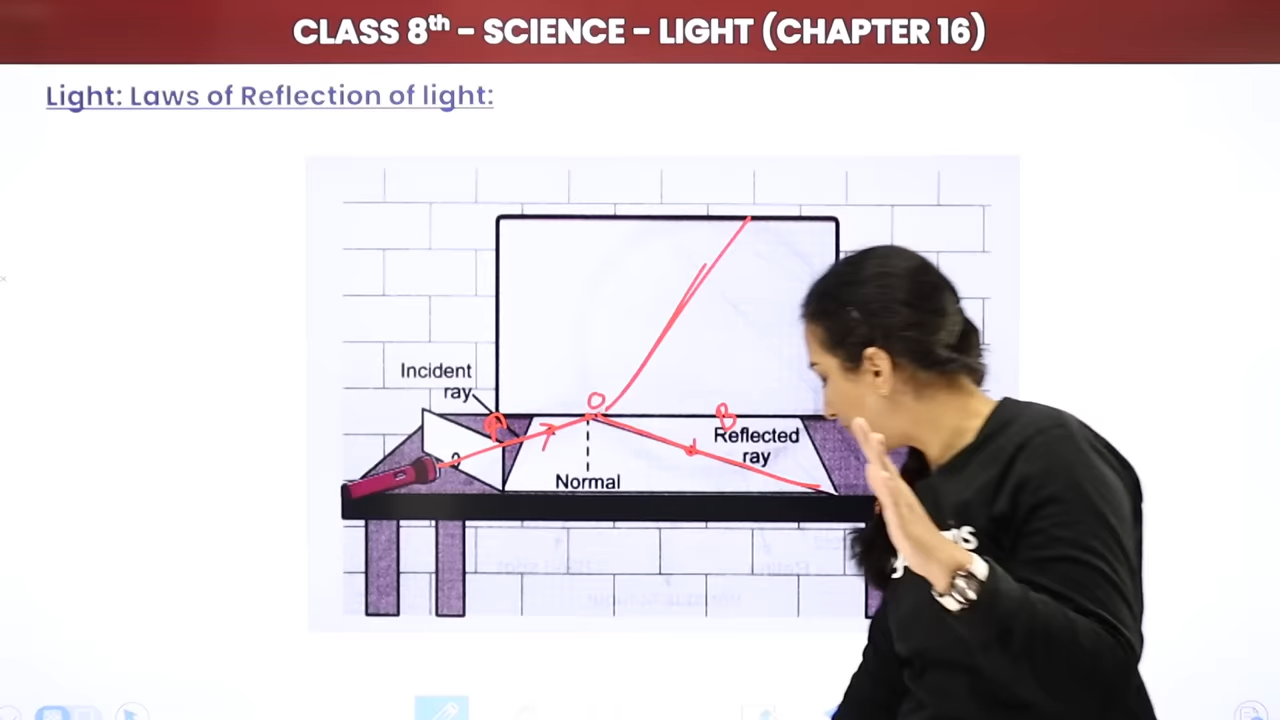 CLASS 8th – SCIENCE – LIGHT (CHAPTER 16)
Light: Laws of Reflection of light:
Incident
ray
O
B
Reflected
ray
Normal